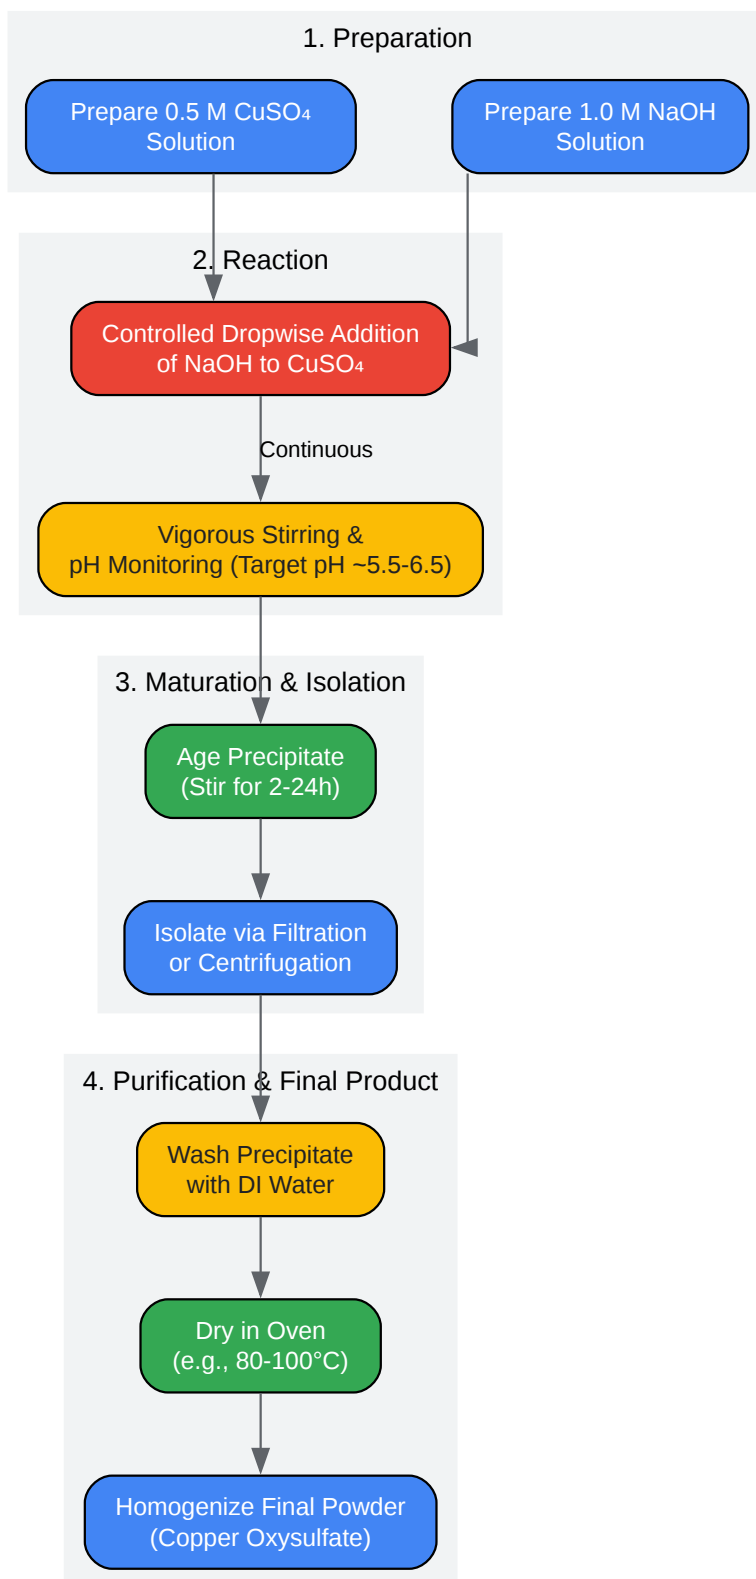 1. Preparation
Prepare 0.5 M CuSO₄
Solution
Prepare 1.0 M NaOH
Solution
2. Reaction
Controlled Dropwise Addition
of NaOH to CuSO₄
Continuous
Vigorous Stirring &
pH Monitoring (Target pH ~5.5-6.5)
3. Maturation & Isolation
Age Precipitate
(Stir for 2-24h)
Isolate via Filtration
or Centrifugation
4. Purification & Final Product
Wash Precipitate
with DI Water
Dry in Oven
(e.g., 80-100°C)
Homogenize Final Powder
(Copper Oxysulfate)